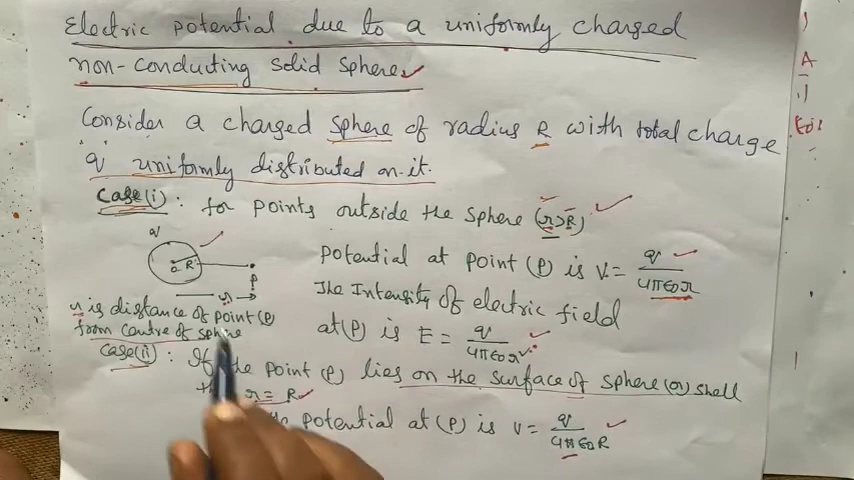 Electric potential due to a uniformly charged
non-conducting solid sphere
Consider a charged sphere of radius R with total charge
q uniformly distributed on it.
Case(i): for points outside the sphere (r>R)
q
R
P
r
Potential at point (P) is V = q/4πε0r
The Intensity of electric field
at (P) is E = q/4πε0r²
r is distance of point (P)
from centre of sphere
Case(ii): If the point (P) lies on the surface of sphere (or) shell
r = R
potential at (P) is V = q/4πε0R
A